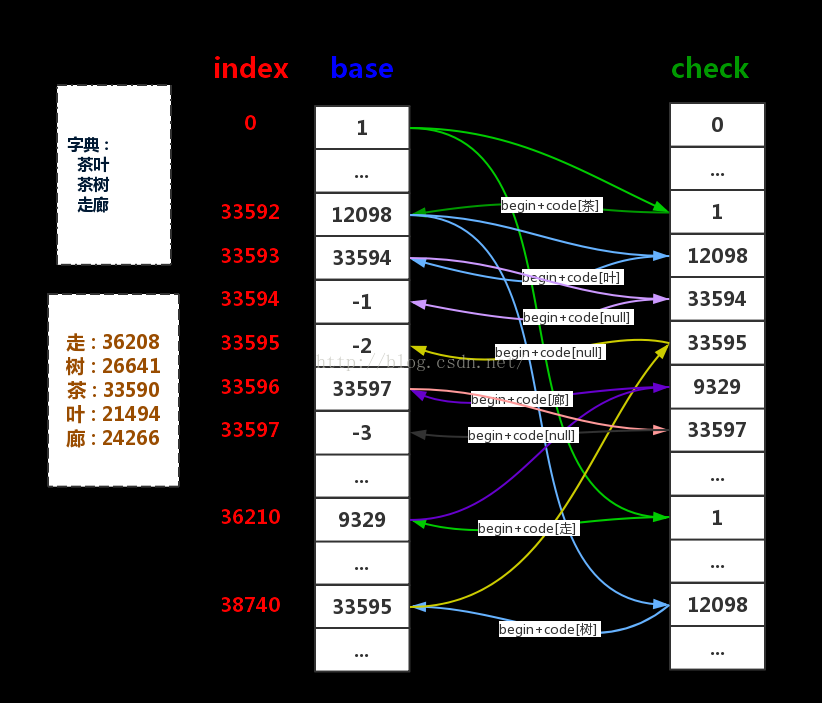 index base check
字典：
茶叶
茶树
走廊
走 : 36208
树 : 26641
茶 : 33590
叶 : 21494
廊 : 24266
0 1 0
... ...
33592 12098 begin+code[茶] 1
33593 33594 begin+code[叶] 12098
33594 -1 begin+code[null] 33594
33595 -2 begin+code[null] 33595
http://blog.csdn.net/
33596 33597 begin+code[廊] 9329
33597 -3 begin+code[null] 33597
... ...
36210 9329 begin+code[走] 1
... ...
38740 33595 begin+code[树] 12098
... ...